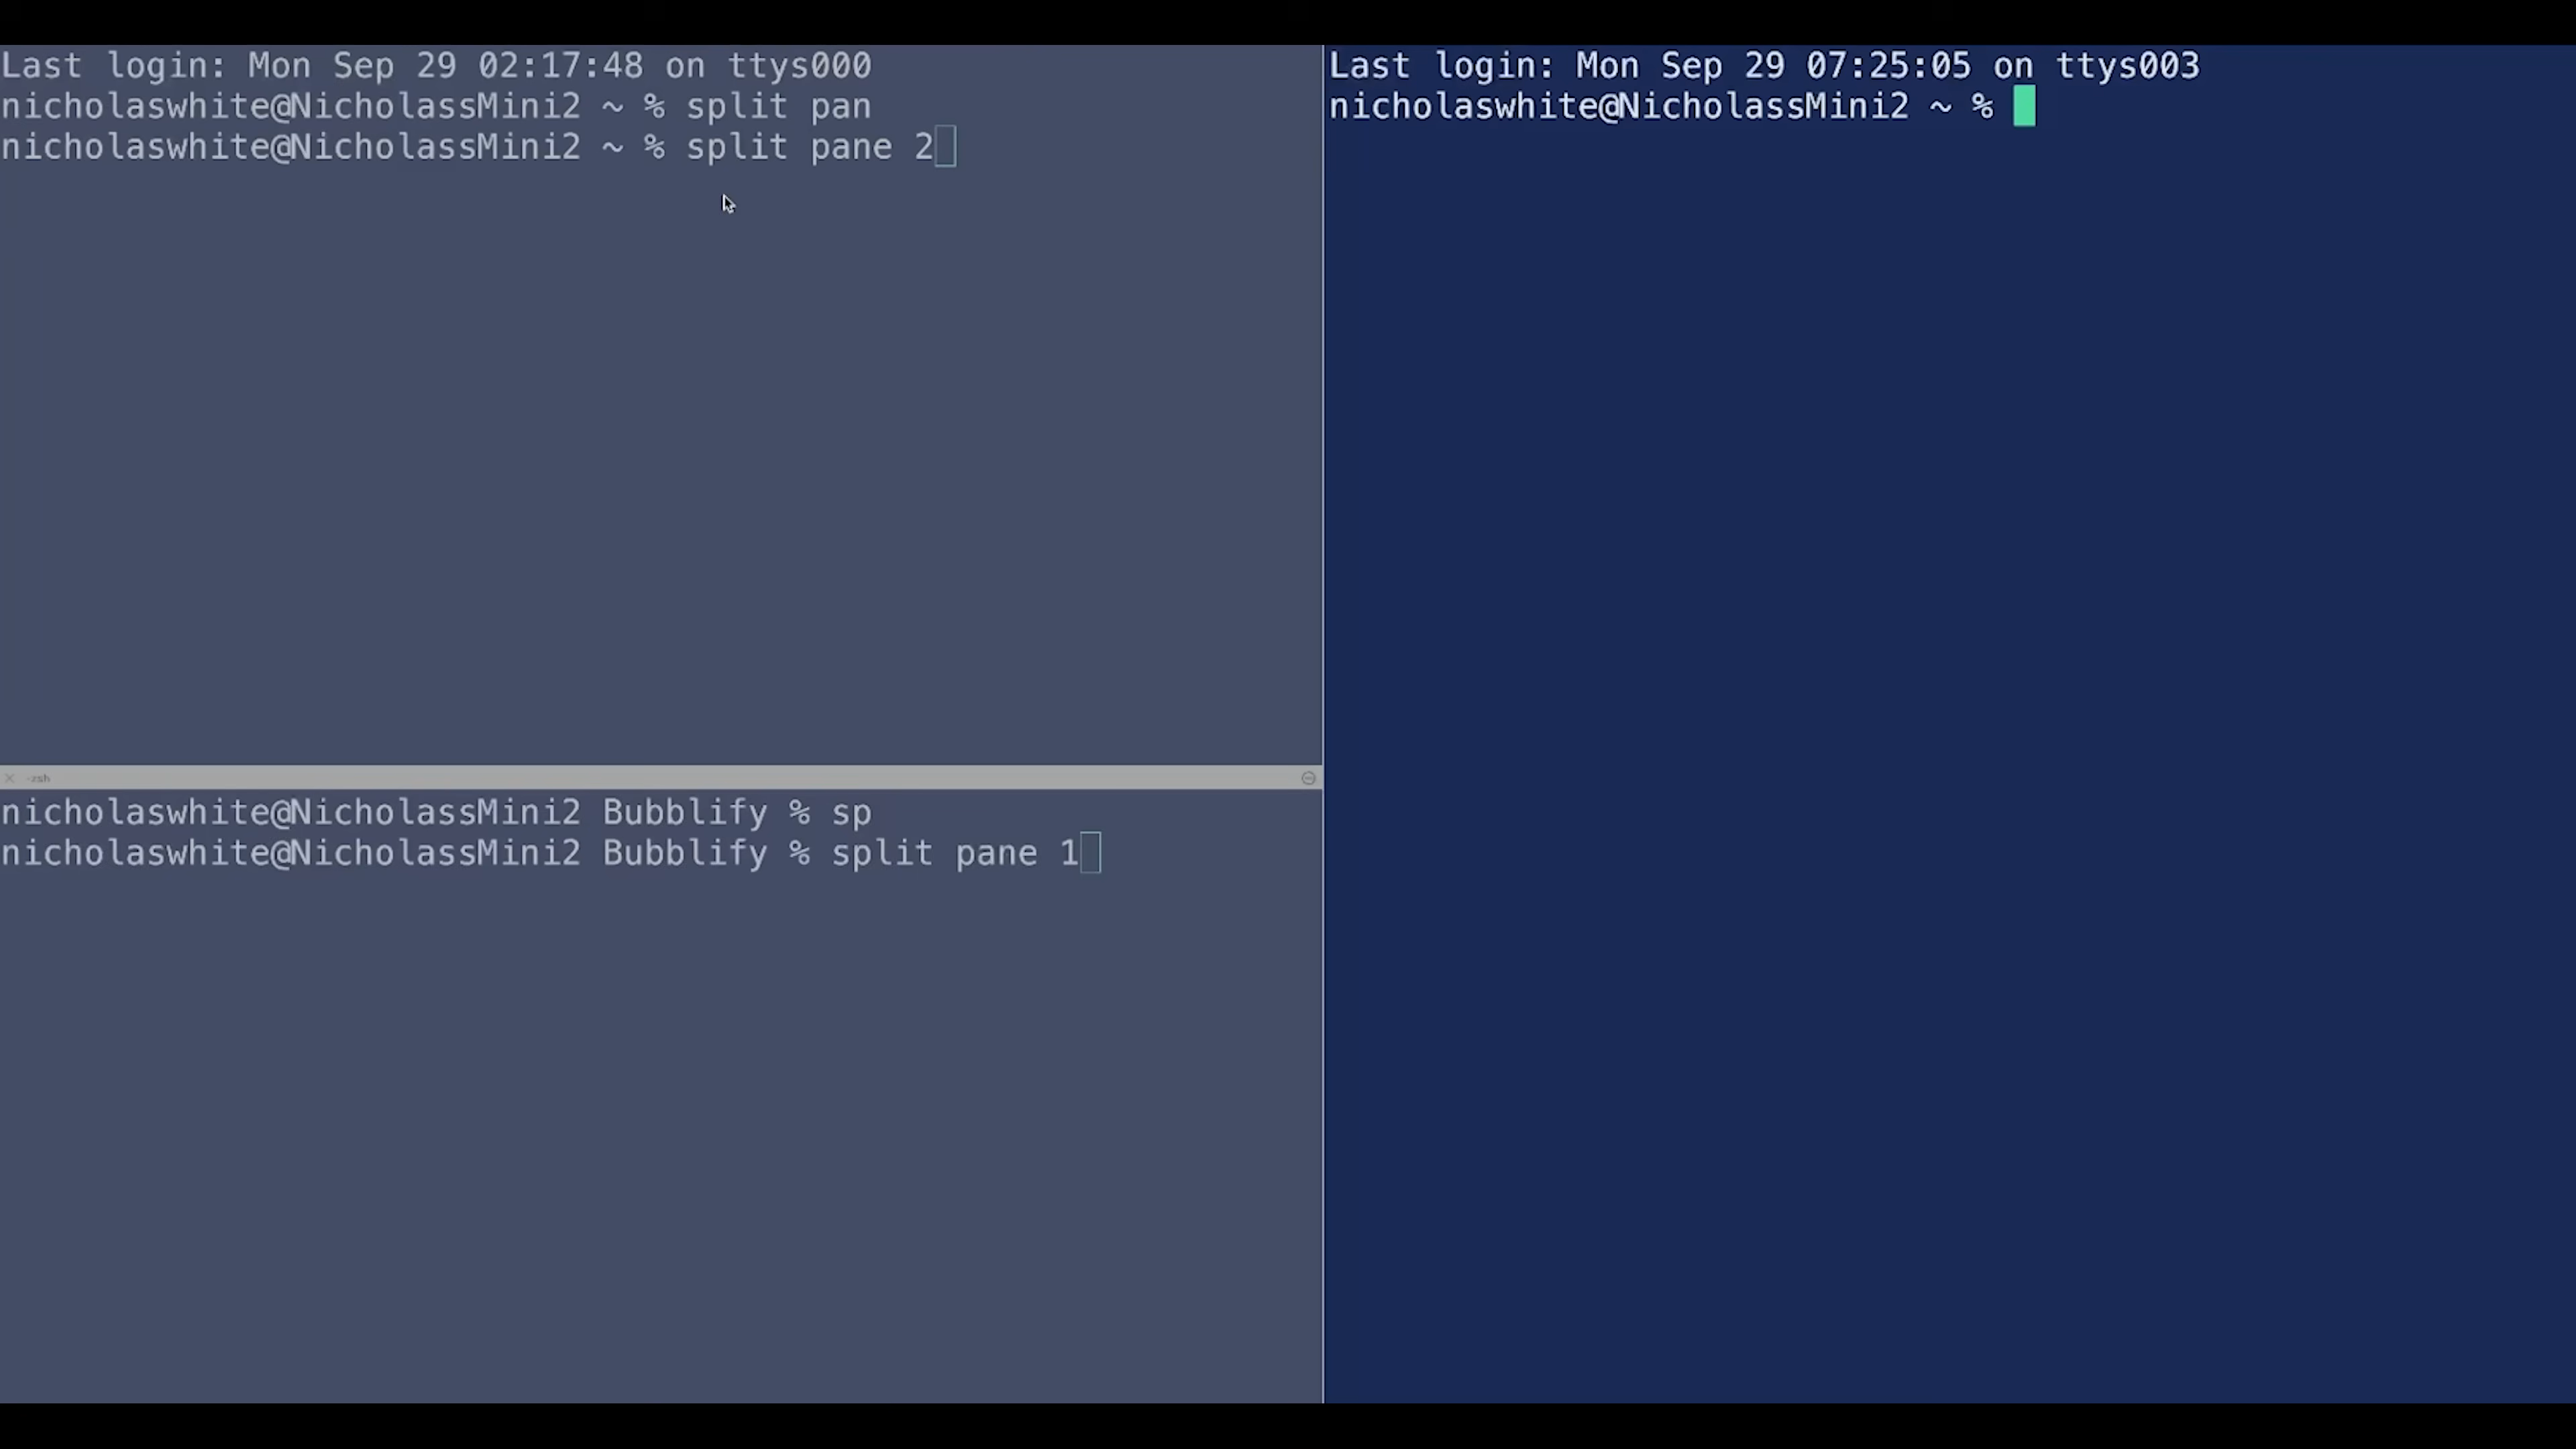 Last login: Mon Sep 29 02:17:48 on ttys000
nicholaswhite@NicholassMini2 ~ % split pan
nicholaswhite@NicholassMini2 ~ % split pane 2
-zsh
nicholaswhite@NicholassMini2 Bubblify % sp
nicholaswhite@NicholassMini2 Bubblify % split pane 1
Last login: Mon Sep 29 07:25:05 on ttys003
nicholaswhite@NicholassMini2 ~ %